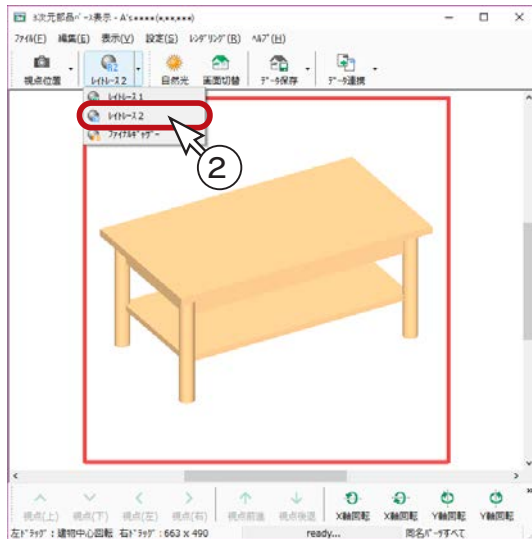 3次元部品ﾊﾟｰｽ表示 - A's****(*,**,***)
ﾌｧｲﾙ(F) 編集(E) 表示(V) 設定(S) ﾚﾝﾀﾞﾘﾝｸﾞ(R) ﾍﾙﾌﾟ(H)
視点位置 ﾚｲﾄﾚｰｽ2 自然光 画面切替 ﾃﾞｰﾀ保存 ﾃﾞｰﾀ連携
ﾚｲﾄﾚｰｽ1
ﾚｲﾄﾚｰｽ2
ﾌｧｲﾅﾙｷﾞｬｻﾞｰ
②
視点(上) 視点(下) 視点(左) 視点(右) 視点前進 視点後退 X軸回転 X軸回転 Y軸回転 Y軸回転
左ﾄﾞﾗｯｸﾞ:建物中心回転 右ﾄﾞﾗｯｸﾞ:663 x 490 ready... 同名ﾊﾟｰﾂすべて